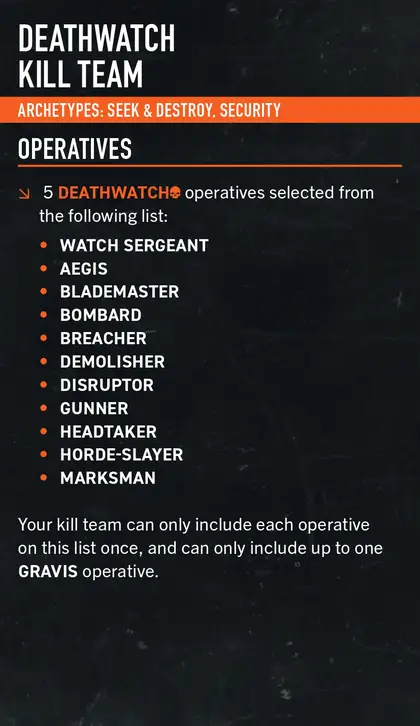 DEATHWATCH
KILL TEAM
ARCHETYPES: SEEK & DESTROY, SECURITY
OPERATIVES
↘ 5 DEATHWATCH💀 operatives selected from
the following list:
• WATCH SERGEANT
• AEGIS
• BLADEMASTER
• BOMBARD
• BREACHER
• DEMOLISHER
• DISRUPTOR
• GUNNER
• HEADTAKER
• HORDE-SLAYER
• MARKSMAN
Your kill team can only include each operative
on this list once, and can only include up to one
GRAVIS operative.